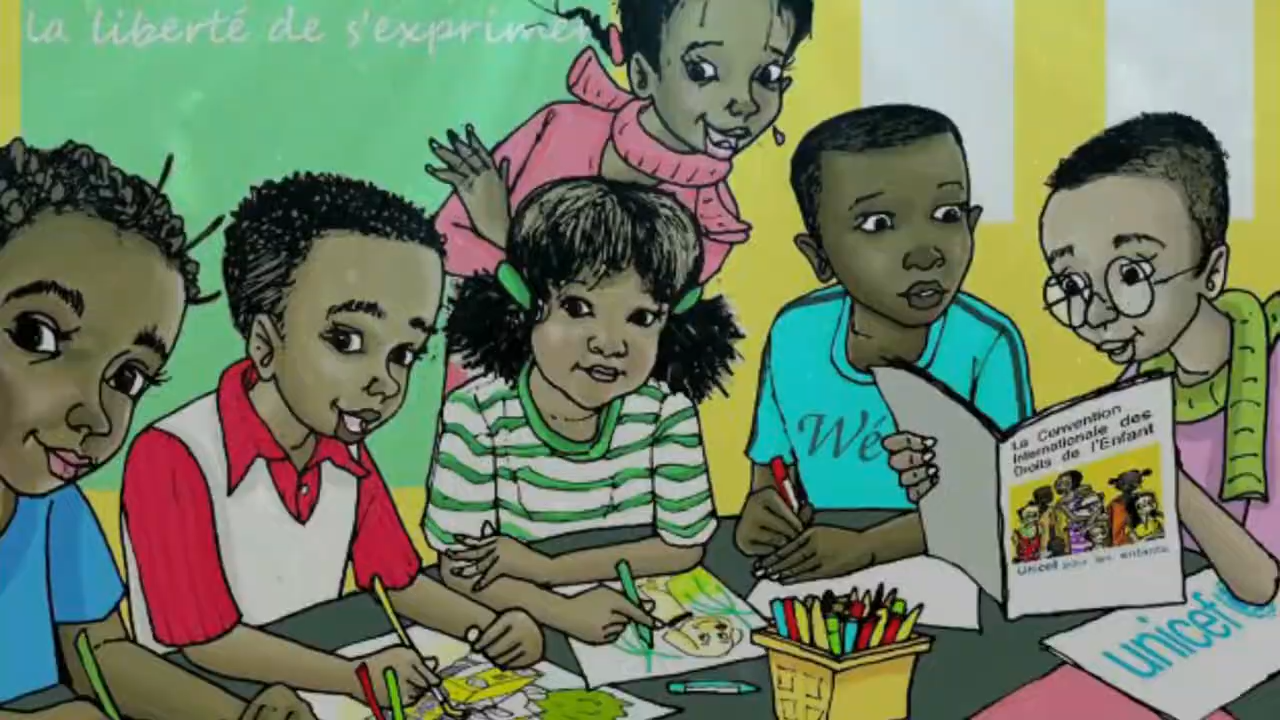 la liberté de s'exprimer
Wé
La Convention
Internationale des
Droits de l'Enfant
Unicef pour les enfants
unicef